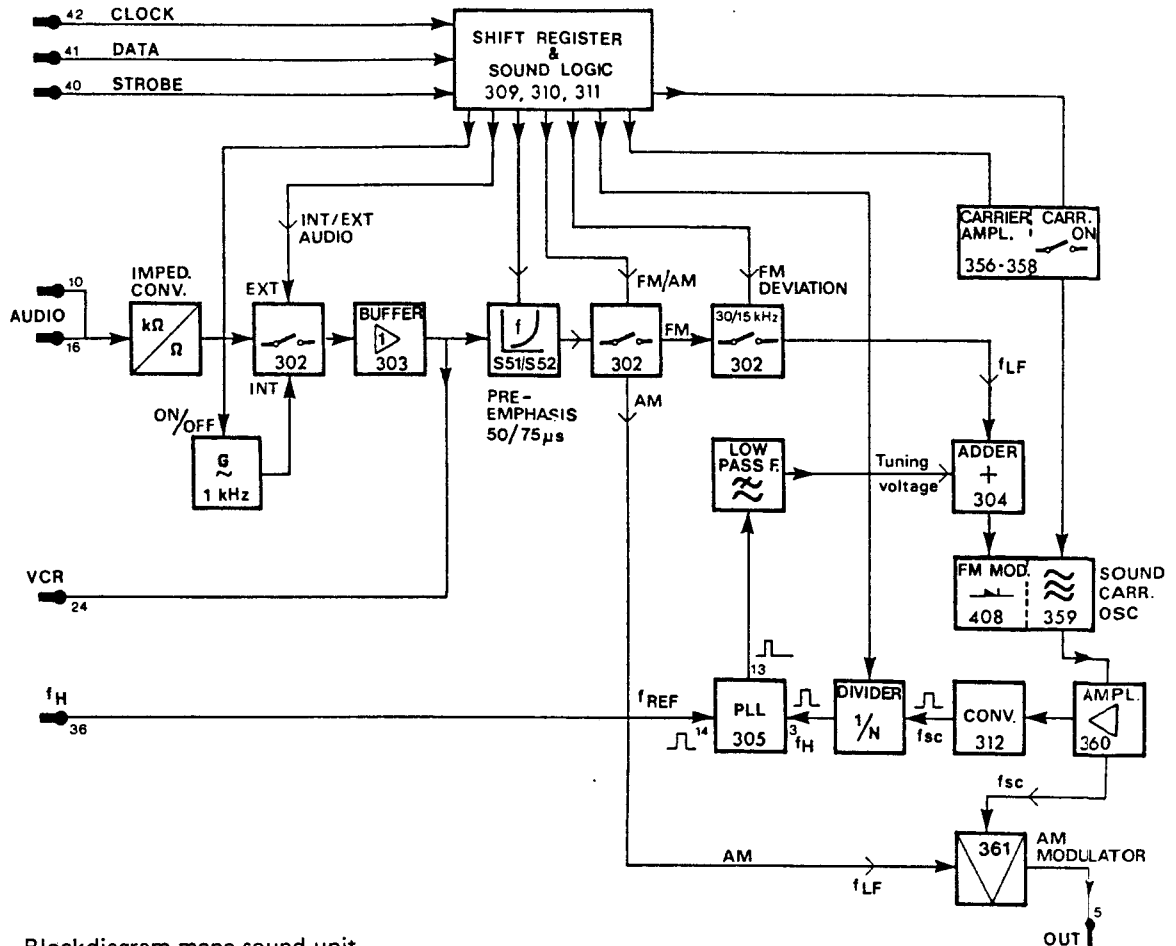 42 CLOCK
41 DATA
40 STROBE
SHIFT REGISTER
&
SOUND LOGIC
309, 310, 311
INT/EXT
AUDIO
CARRIER
AMPL.
CARR.
ON
356-358
10
AUDIO
16
IMPED.
CONV.
kΩ
Ω
EXT
302
INT
BUFFER
1
303
f
S51/S52
PRE-
EMPHASIS
50/75µs
FM/AM
302
FM
AM
FM
DEVIATION
30/15 kHz
302
fLF
ON/OFF
G
~
1 kHz
LOW
PASS F.
Tuning
voltage
ADDER
+
304
VCR
24
FM MOD.
408
359
SOUND
CARR.
OSC
fH
36
fREF
14
13
PLL
305
3
fH
DIVIDER
1/N
fsc
CONV.
312
AMPL.
360
fsc
AM
fLF
361
AM
MODULATOR
5
OUT
Blockdiagram mono sound unit